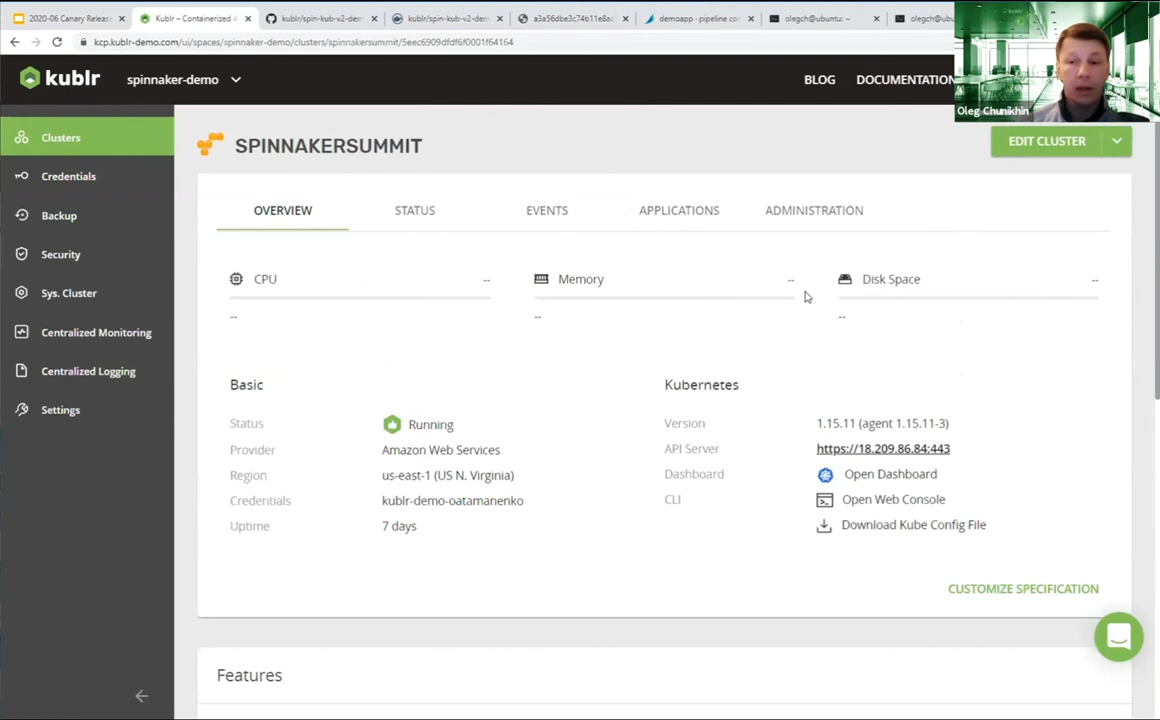 2020-06 Canary Release
Kublr – Containerized A
kublr/spin-kub-v2-dem
kublr/spin-kub-v2-dem
a3a56dbe3c74b11e8ac
demoapp - pipeline co
olegch@ubuntu: ~
olegch@ubu
kcp.kublr-demo.com/ui/spaces/spinnaker-demo/clusters/spinnakersummit/5eec6909dfdf6f0001f64164
kublr
spinnaker-demo
BLOG
DOCUMENTATION
Oleg Chunikhin
Clusters
Credentials
Backup
Security
Sys. Cluster
Centralized Monitoring
Centralized Logging
Settings
SPINNAKERSUMMIT
EDIT CLUSTER
OVERVIEW
STATUS
EVENTS
APPLICATIONS
ADMINISTRATION
CPU --
--
Memory --
--
Disk Space --
--
Basic
Status Running
Provider Amazon Web Services
Region us-east-1 (US N. Virginia)
Credentials kublr-demo-oatamanenko
Uptime 7 days
Kubernetes
Version 1.15.11 (agent 1.15.11-3)
API Server https://18.209.86.84:443
Dashboard Open Dashboard
CLI Open Web Console
Download Kube Config File
CUSTOMIZE SPECIFICATION
Features